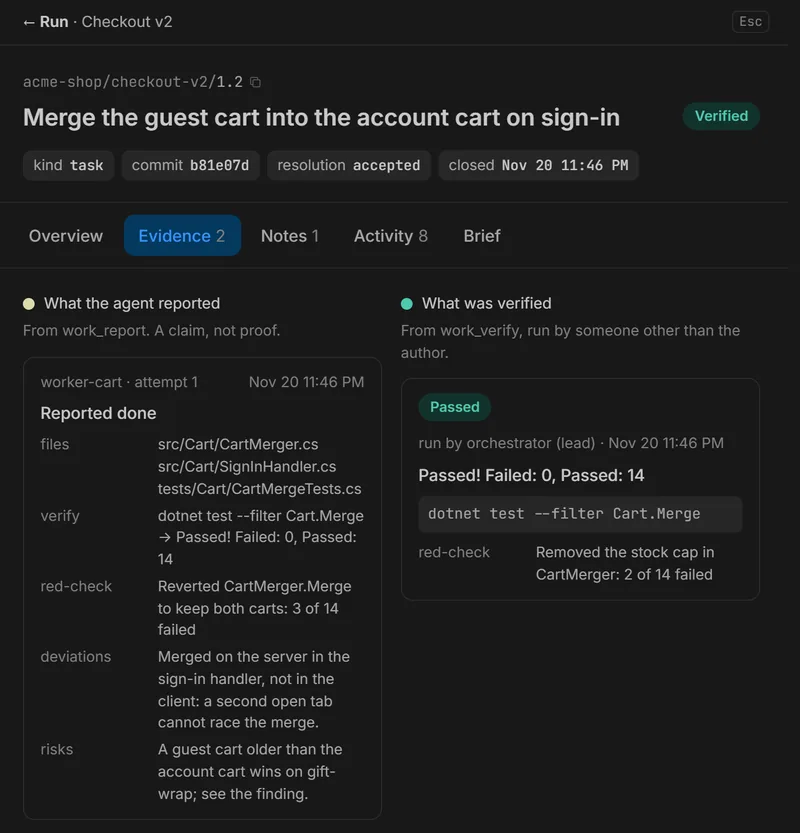 ← Run · Checkout v2
Esc
acme-shop/checkout-v2/1.2
Merge the guest cart into the account cart on sign-in
Verified
kind task
commit b81e07d
resolution accepted
closed Nov 20 11:46 PM
Overview
Evidence 2
Notes 1
Activity 8
Brief
What the agent reported
From work_report. A claim, not proof.
worker-cart · attempt 1
Nov 20 11:46 PM
Reported done
files
src/Cart/CartMerger.cs
src/Cart/SignInHandler.cs
tests/Cart/CartMergeTests.cs
verify
dotnet test --filter Cart.Merge
→ Passed! Failed: 0, Passed:
14
red-check
Reverted CartMerger.Merge
to keep both carts: 3 of 14
failed
deviations
Merged on the server in the
sign-in handler, not in the
client: a second open tab
cannot race the merge.
risks
A guest cart older than the
account cart wins on gift-
wrap; see the finding.
What was verified
From work_verify, run by someone other than the
author.
Passed
run by orchestrator (lead) · Nov 20 11:46 PM
Passed! Failed: 0, Passed: 14
dotnet test --filter Cart.Merge
red-check
Removed the stock cap in
CartMerger: 2 of 14 failed